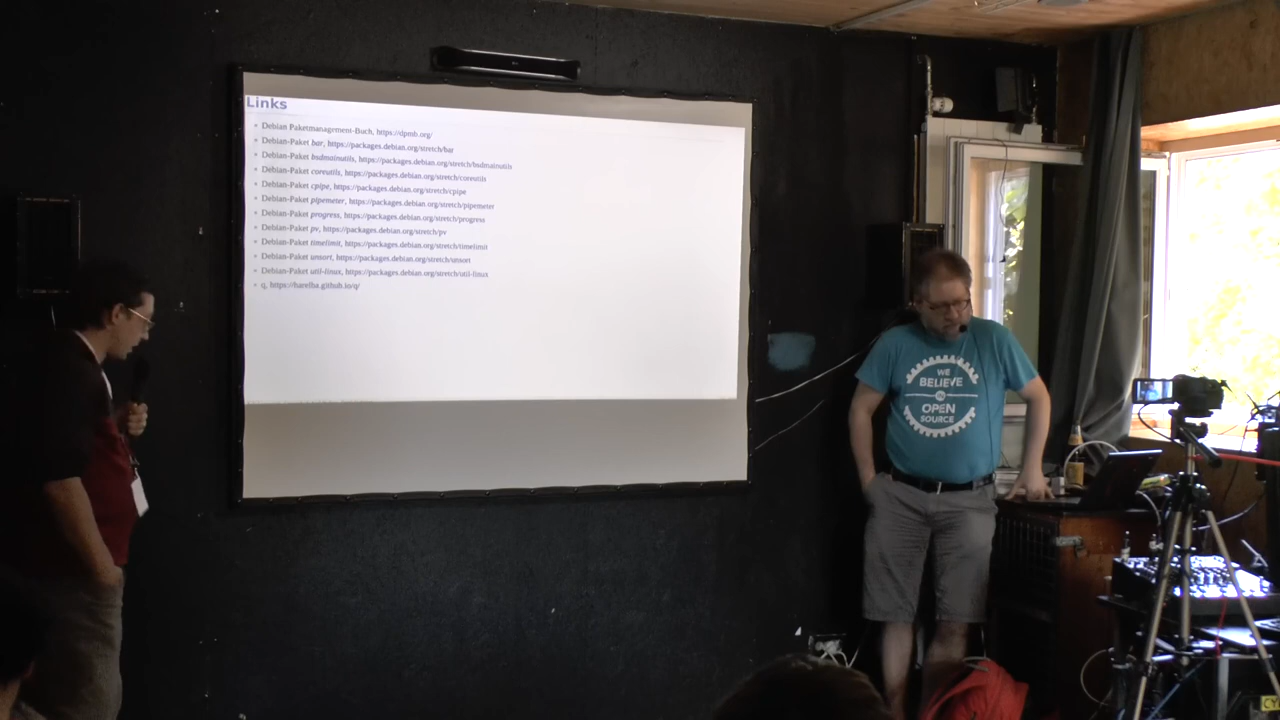 Links
Debian Paketmanagement-Buch, https://dpmb.org/
Debian-Paket bar, https://packages.debian.org/stretch/bar
Debian-Paket bsdmainutils, https://packages.debian.org/stretch/bsdmainutils
Debian-Paket coreutils, https://packages.debian.org/stretch/coreutils
Debian-Paket cpipe, https://packages.debian.org/stretch/cpipe
Debian-Paket pipemeter, https://packages.debian.org/stretch/pipemeter
Debian-Paket progress, https://packages.debian.org/stretch/progress
Debian-Paket pv, https://packages.debian.org/stretch/pv
Debian-Paket timelimit, https://packages.debian.org/stretch/timelimit
Debian-Paket unsort, https://packages.debian.org/stretch/unsort
Debian-Paket util-linux, https://packages.debian.org/stretch/util-linux
q, https://harelba.github.io/q/
WE
BELIEVE
IN
OPEN
SOURCE